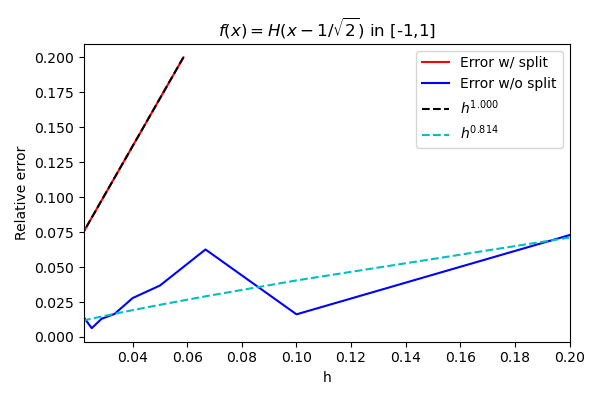 f(x) = H(x − 1/√2) in [-1,1]
Relative error
0.200
0.175
0.150
0.125
0.100
0.075
0.050
0.025
0.000
Error w/ split
Error w/o split
h^1.000
h^0.814
0.04 0.06 0.08 0.10 0.12 0.14 0.16 0.18 0.20
h